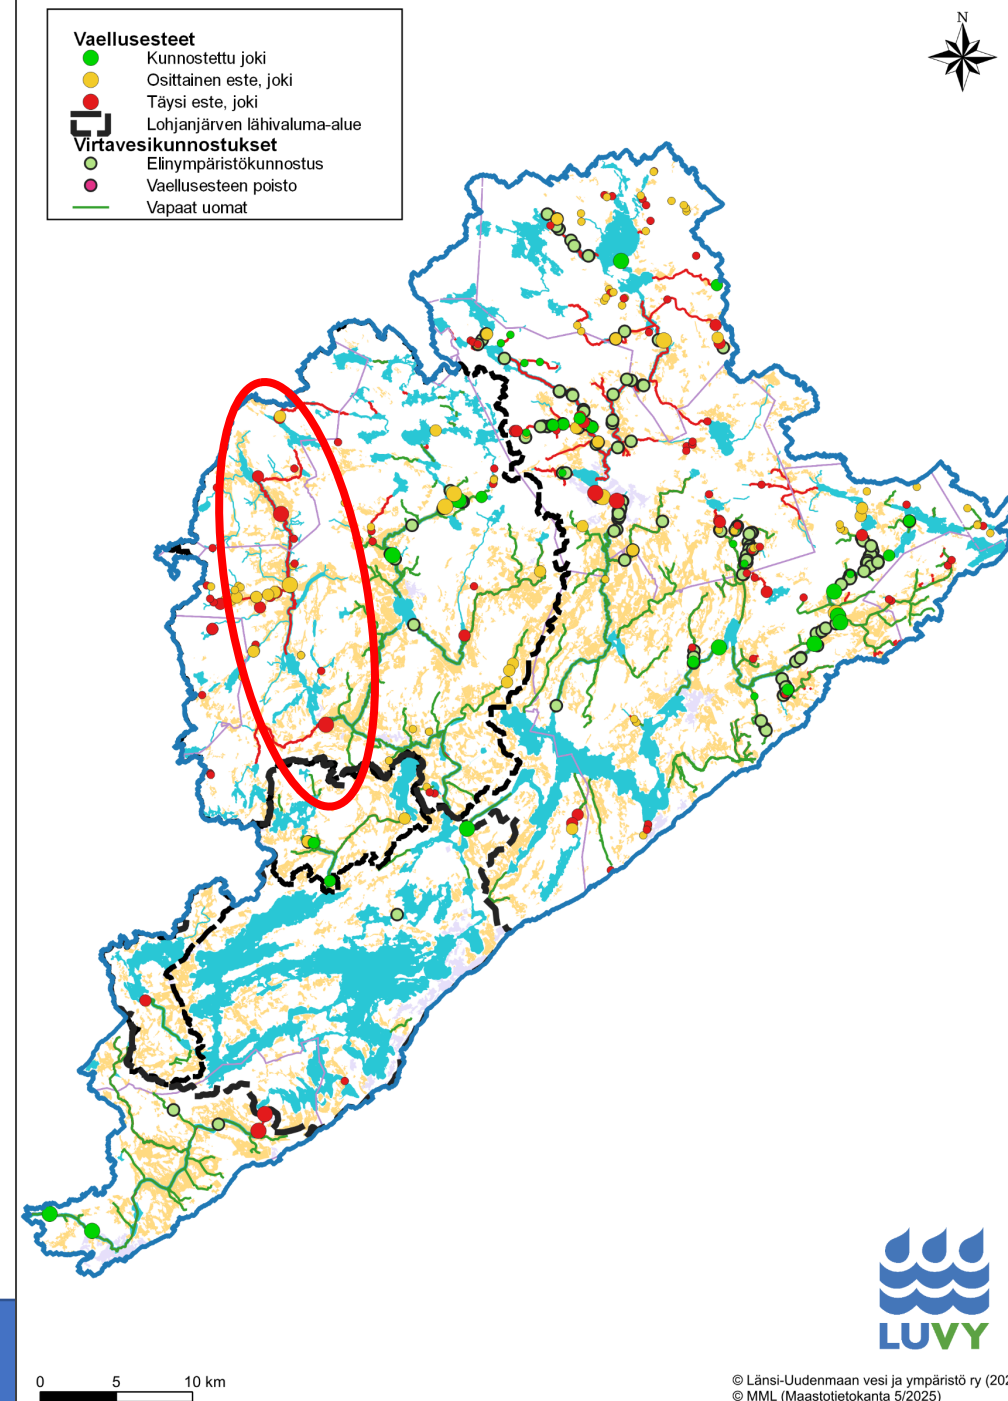 Vaellusesteet
Kunnostettu joki
Osittainen este, joki
Täysi este, joki
Lohjanjärven lähivaluma-alue
Virtavesikunnostukset
Elinympäristökunnostus
Vaellusesteen poisto
Vapaat uomat
N
LUVY
0 5 10 km
© Länsi-Uudenmaan vesi ja ympäristö ry (202
© MML (Maastotietokanta 5/2025)